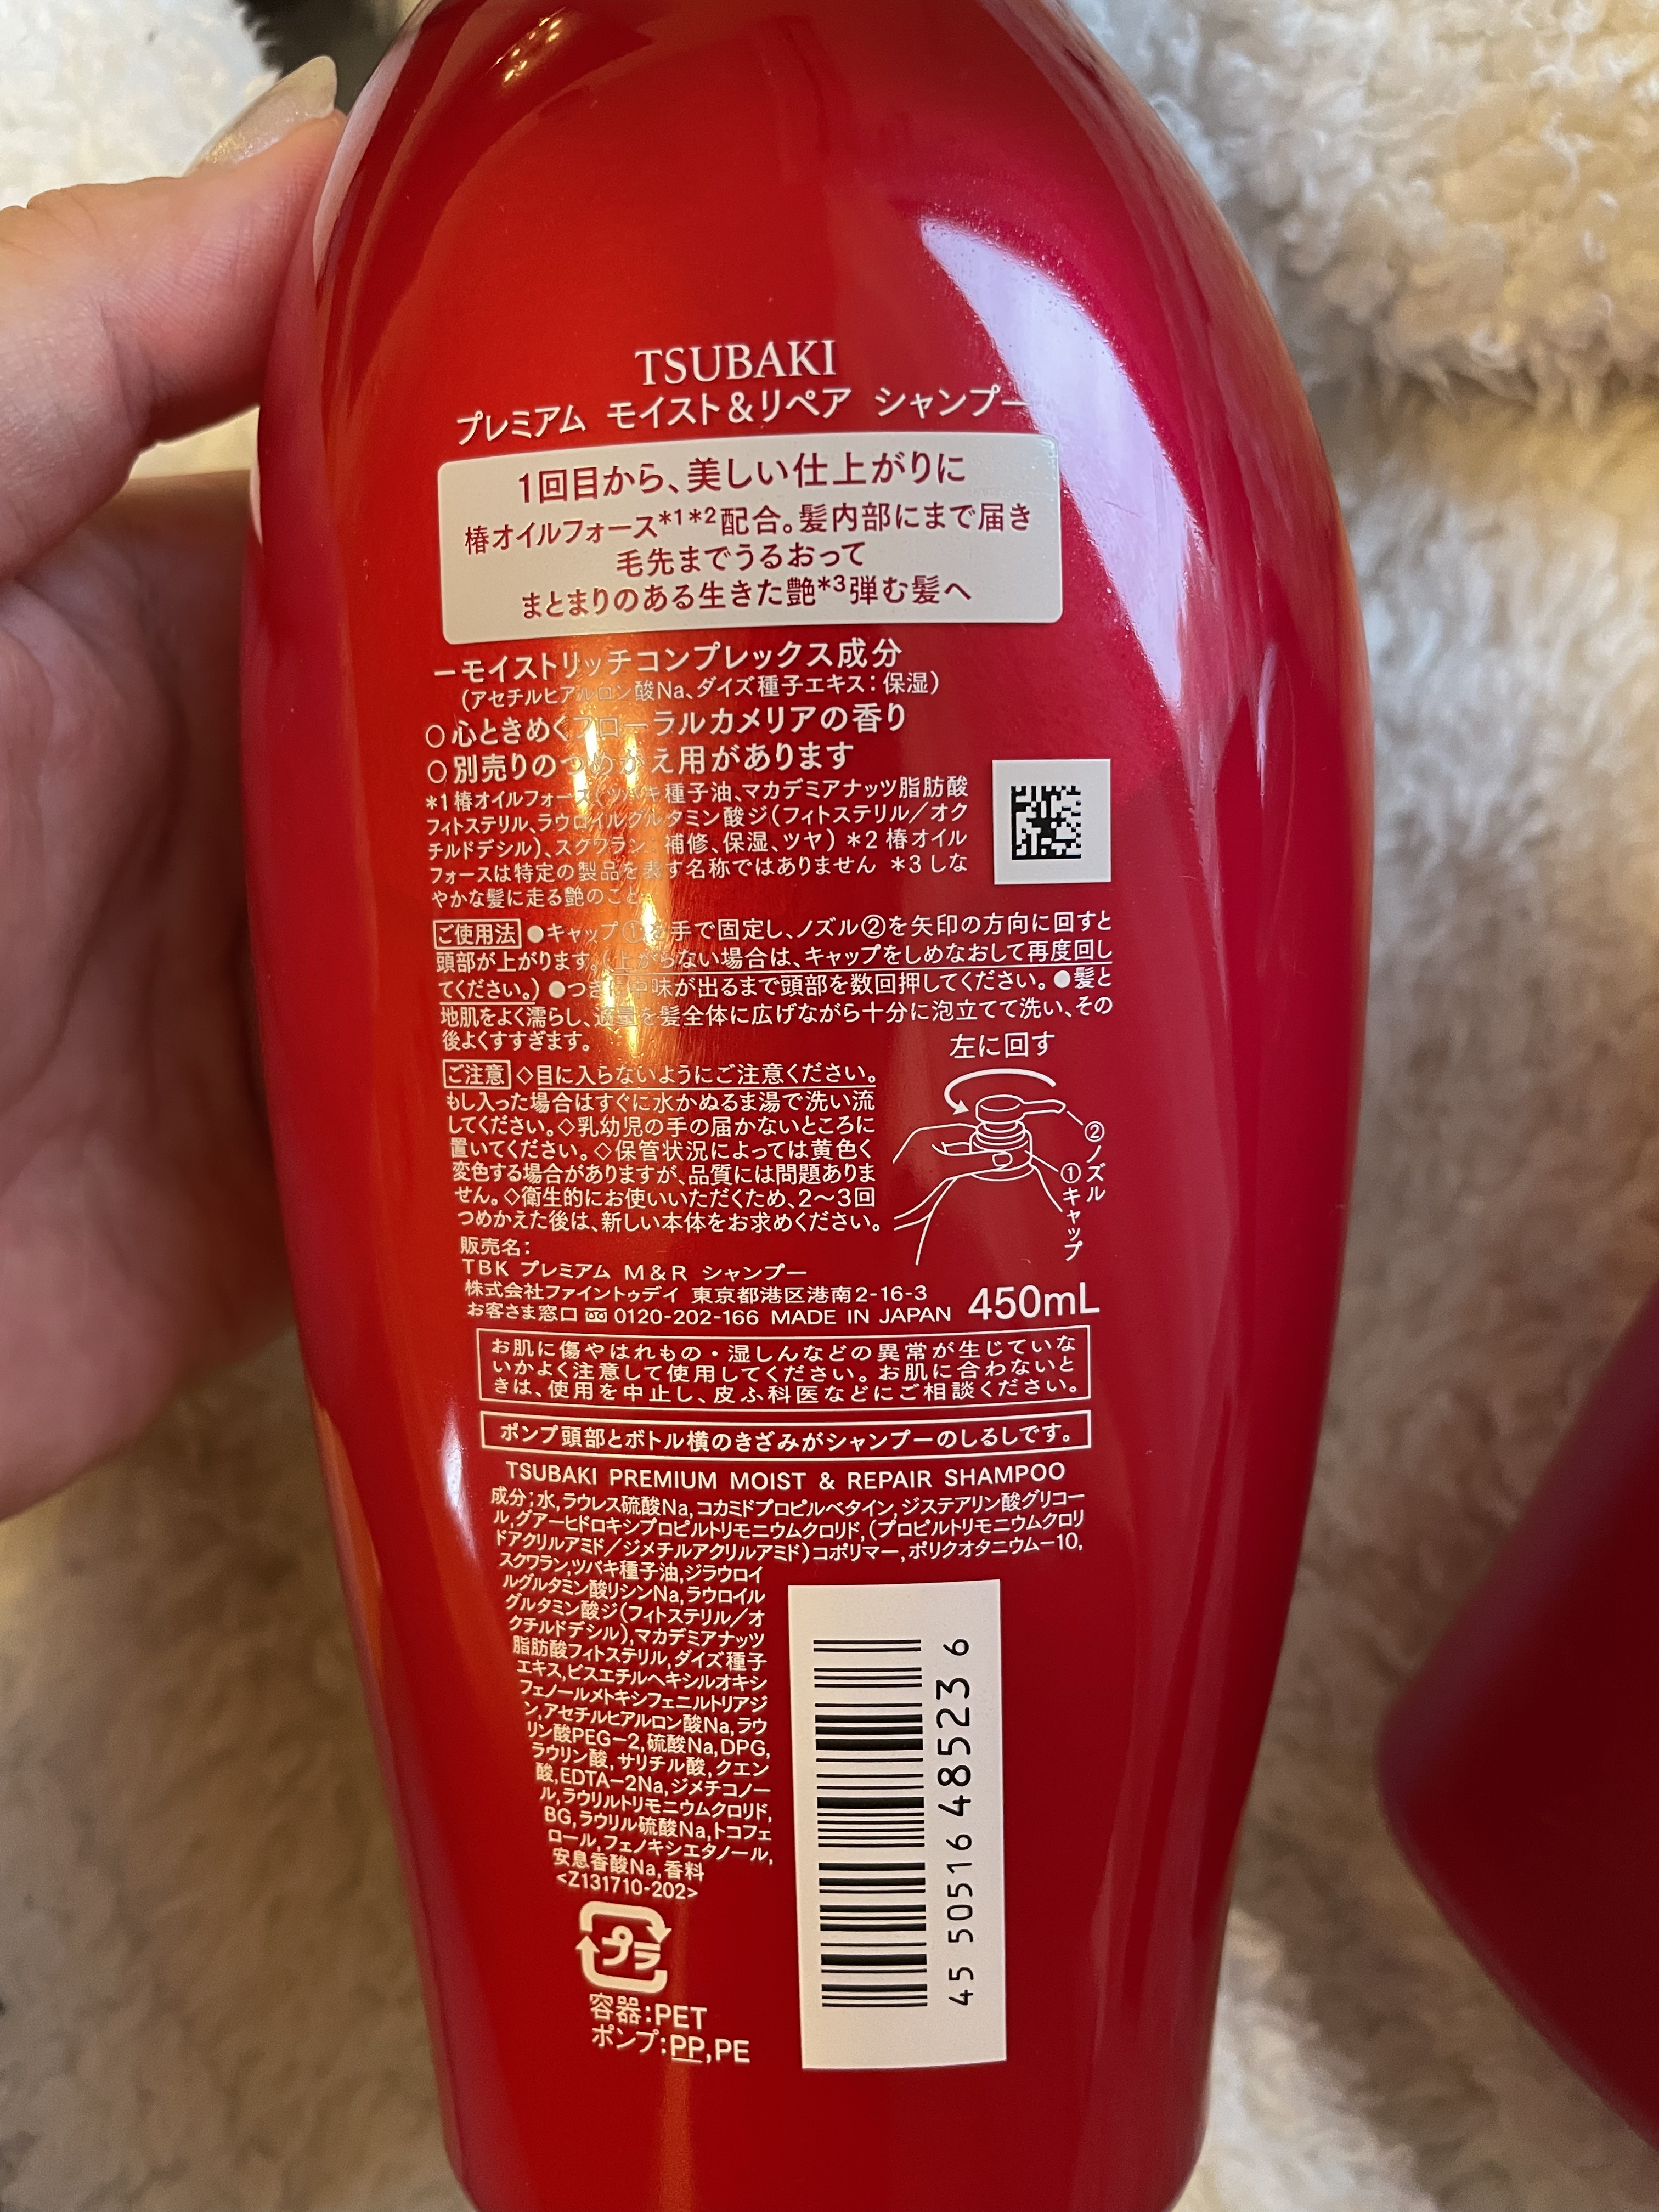 TSUBAKI
プレミアム モイスト&リペア シャンプー
1回目から、美しい仕上がりに
椿オイルフォース*1*2配合。髪内部にまで届き
毛先までうるおって
まとまりのある生きた艶*3弾む髪へ
ーモイストリッチコンプレックス成分
(アセチルヒアルロン酸Na、ダイズ種子エキス:保湿)
○心ときめくフローラルカメリアの香り
○別売りのつめかえ用があります
*1 椿オイルフォース(ツバキ種子油、マカデミアナッツ脂肪酸
フィトステリル、ラウロイルグルタミン酸ジ(フィトステリル/オク
チルドデシル)、スクワラン:補修、保湿、ツヤ) *2 椿オイル
フォースは特定の製品を表す名称ではありません *3 しな
やかな髪に走る艶のこと
ご使用法 ●キャップ①を手で固定し、ノズル②を矢印の方向に回すと
頭部が上がります。(上がらない場合は、キャップをしめなおして再度回し
てください。) ●つぎに中味が出るまで頭部を数回押してください。●髪と
地肌をよく濡らし、適量を髪全体に広げながら十分に泡立てて洗い、その
後よくすすぎます。
左に回す
②ノズル
①キャップ
ご注意 ◇目に入らないようにご注意ください。
もし入った場合はすぐに水かぬるま湯で洗い流
してください。◇乳幼児の手の届かないところに
置いてください。◇保管状況によっては黄色く
変色する場合がありますが、品質には問題ありま
せん。◇衛生的にお使いいただくため、2〜3回
つめかえた後は、新しい本体をお求めください。
販売名:
TBK プレミアム M&R シャンプー
株式会社ファイントゥデイ 東京都港区港南2-16-3
お客さま窓口 0120-202-166 MADE IN JAPAN 450mL
お肌に傷やはれもの・湿しんなどの異常が生じていな
いかよく注意して使用してください。お肌に合わないと
きは、使用を中止し、皮ふ科医などにご相談ください。
ポンプ頭部とボトル横のきざみがシャンプーのしるしです。
TSUBAKI PREMIUM MOIST & REPAIR SHAMPOO
成分;水,ラウレス硫酸Na,コカミドプロピルベタイン,ジステアリン酸グリコー
ル,グアーヒドロキシプロピルトリモニウムクロリド,(プロピルトリモニウムクロリ
ドアクリルアミド/ジメチルアクリルアミド)コポリマー,ポリクオタニウム−10,
スクワラン,ツバキ種子油,ジラウロイ
ルグルタミン酸リシンNa,ラウロイル
グルタミン酸ジ(フィトステリル/オ
クチルドデシル),マカデミアナッツ
脂肪酸フィトステリル,ダイズ種子
エキス,ビスエチルヘキシルオキシ
フェノールメトキシフェニルトリアジ
ン,アセチルヒアルロン酸Na,ラウ
リン酸PEG−2,硫酸Na,DPG,
ラウリン酸,サリチル酸,クエン
酸,EDTA−2Na,ジメチコノー
ル,ラウリルトリモニウムクロリド,
BG,ラウリル硫酸Na,トコフェ
ロール,フェノキシエタノール,
安息香酸Na,香料
<Z131710-202>
プラ
容器:PET
ポンプ:PP,PE
45 50516 48523 6